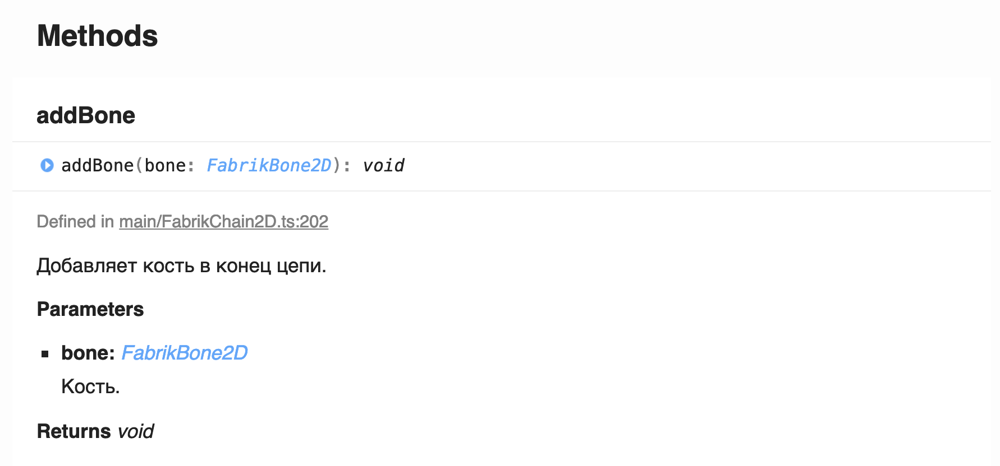 Methods
addBone
addBone(bone: FabrikBone2D): void
Defined in main/FabrikChain2D.ts:202
Добавляет кость в конец цепи.
Parameters
bone: FabrikBone2D
Кость.
Returns void